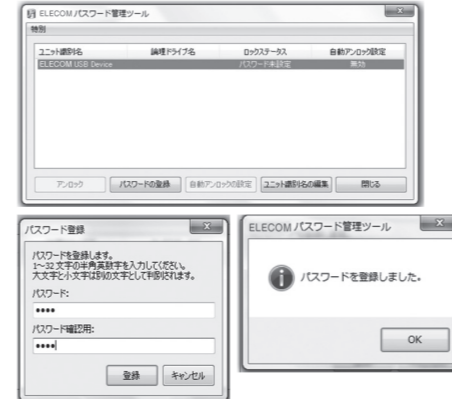 ELECOM パスワード管理ツール
特別
ユニット識別名 論理ドライブ名 ロックステータス 自動アンロック設定
ELECOM USB Device パスワード未設定 無効
アンロック パスワードの登録 自動アンロックの設定 ユニット識別名の編集 閉じる
パスワード登録
パスワードを登録します。
1～32 文字の半角英数字を入力してください。
大文字と小文字は別の文字として判別されます。
パスワード:
••••
パスワード確認用:
••••
登録 キャンセル
ELECOM パスワード管理ツール
パスワードを登録しました。
OK